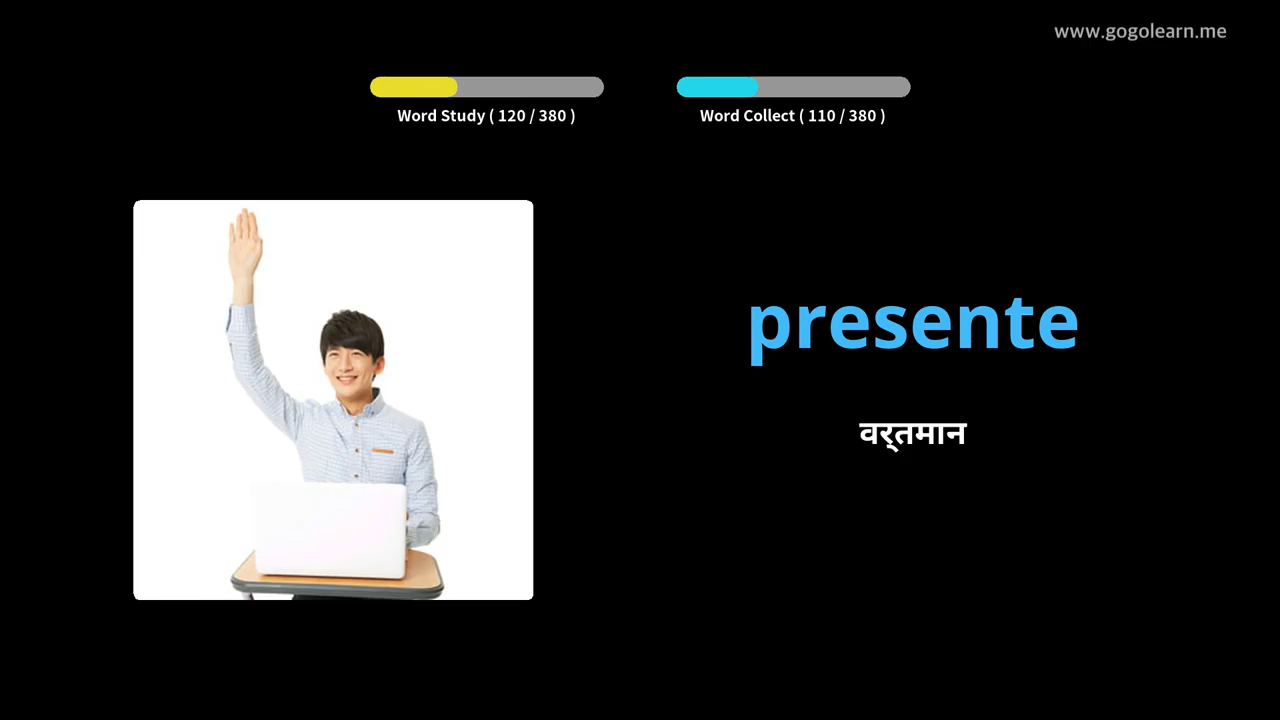 www.gogolearn.me
Word Study ( 120 / 380 )
Word Collect ( 110 / 380 )
presente
वर्तमान